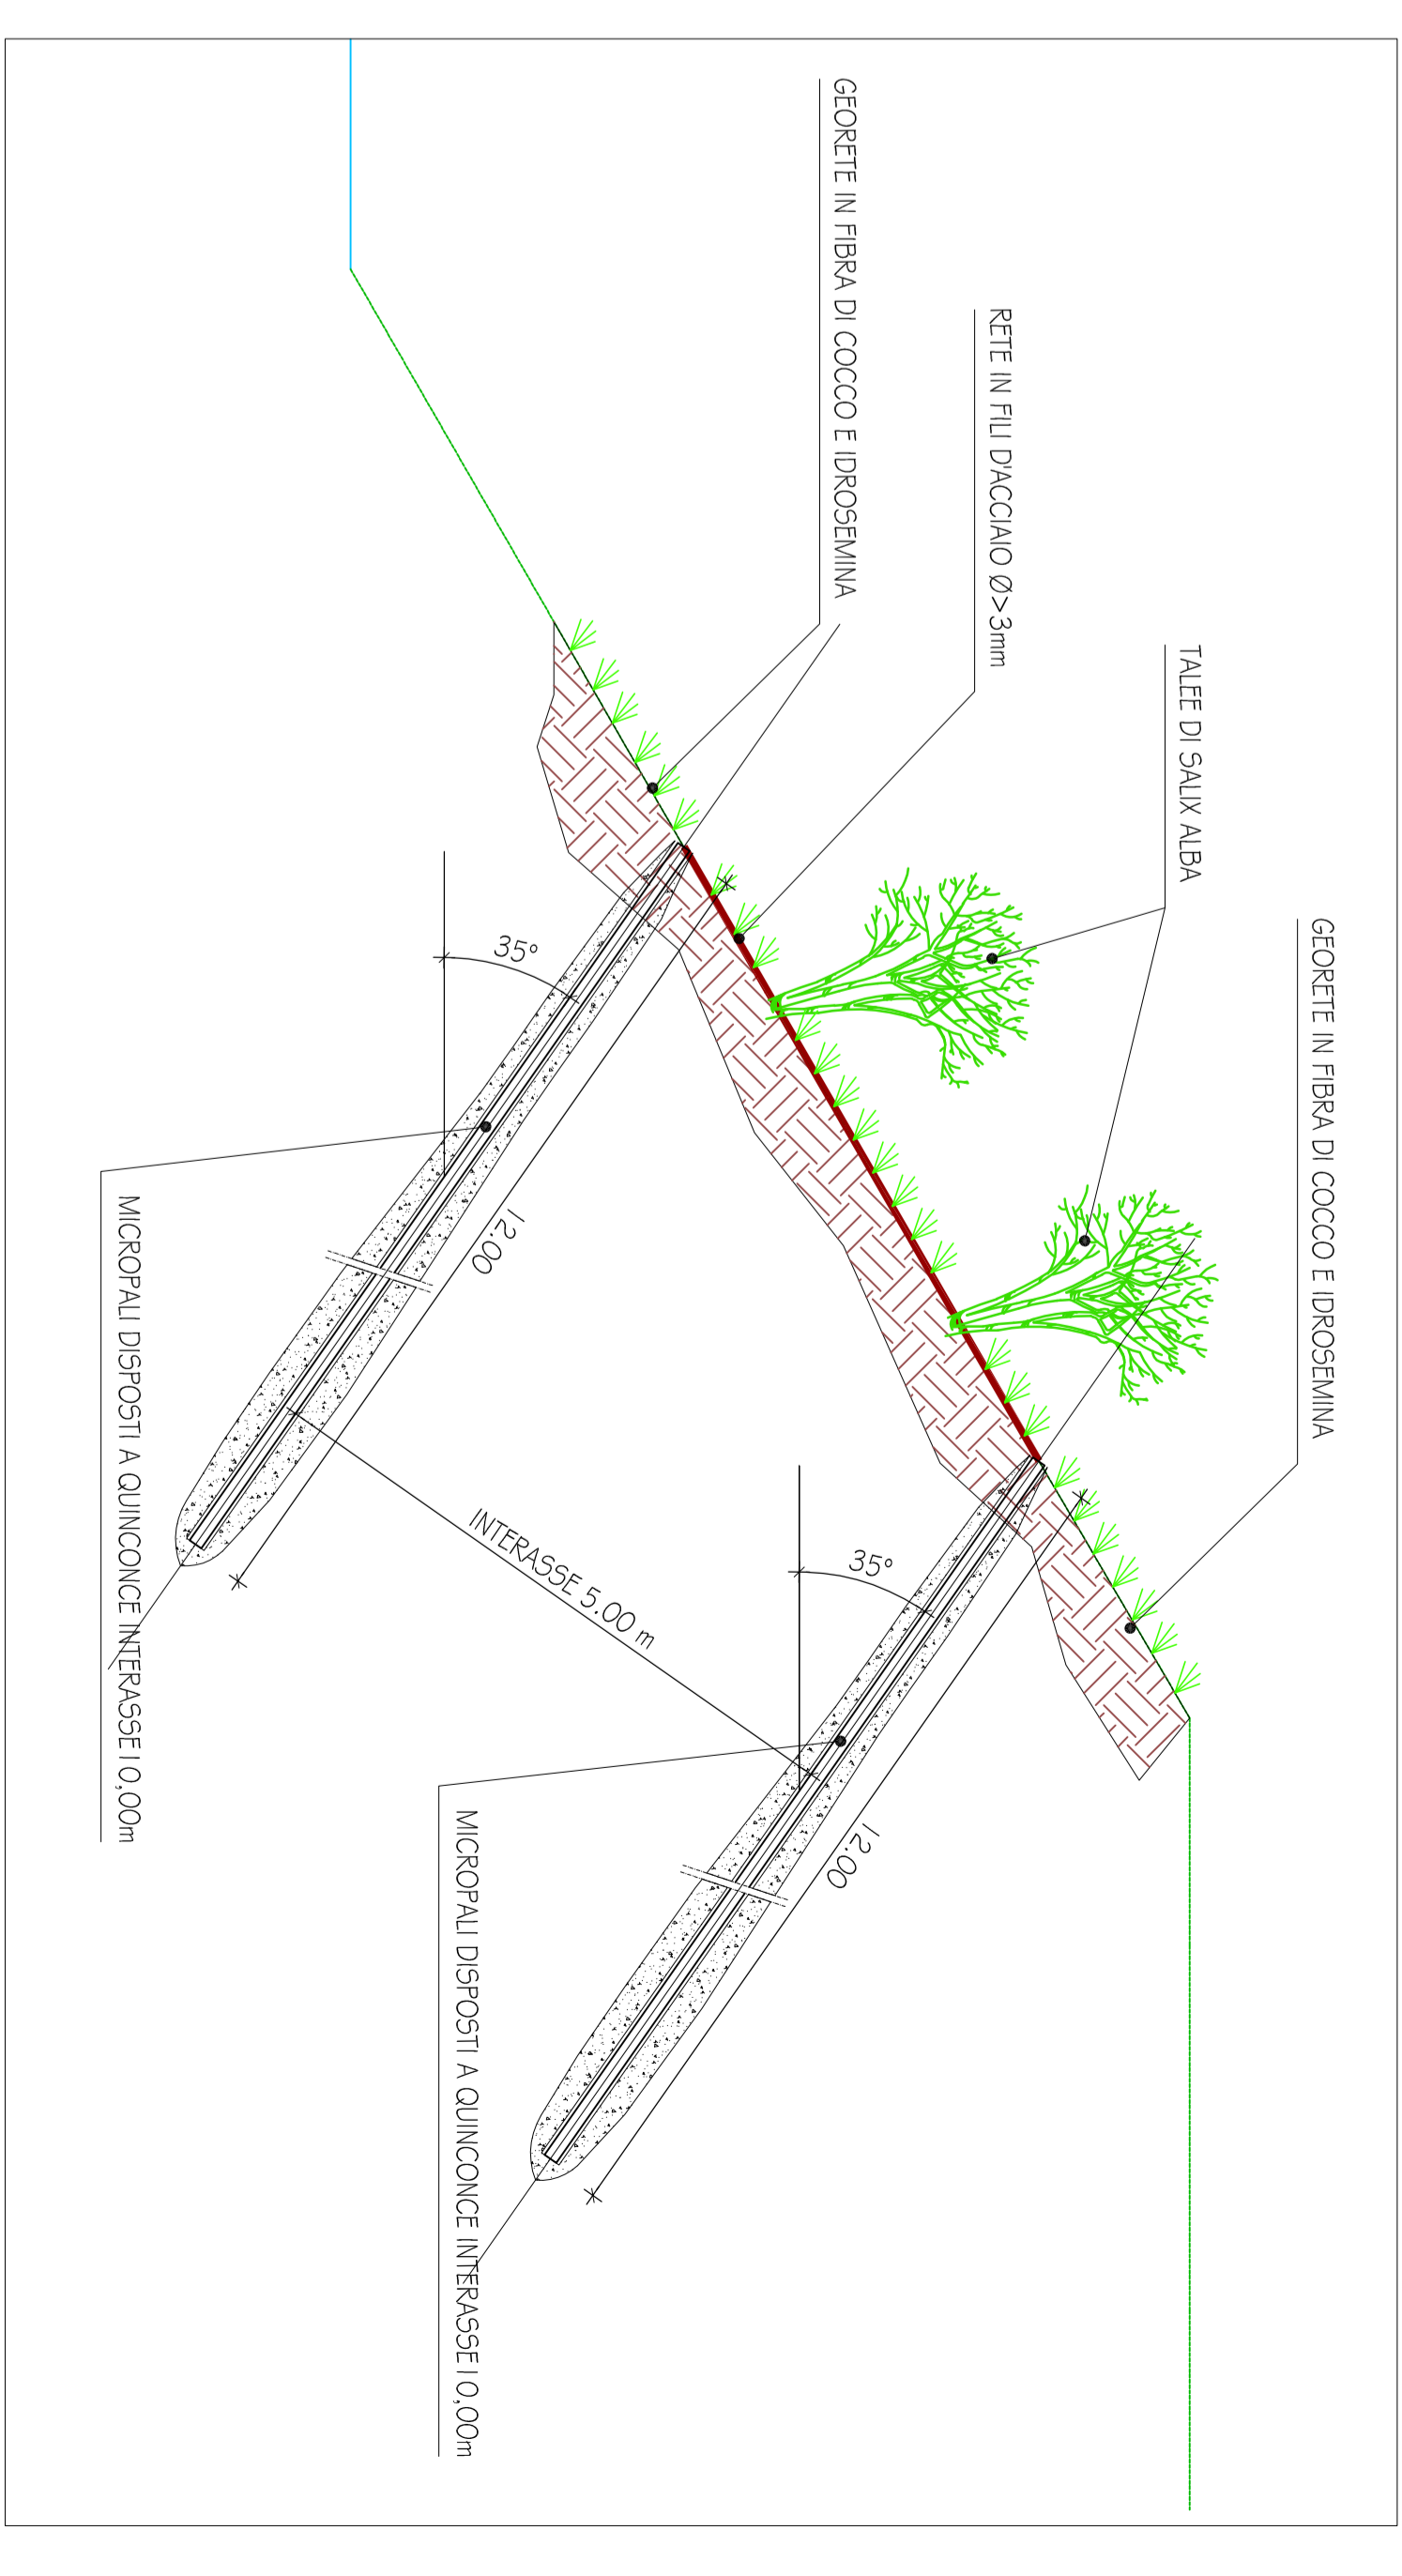 GEORETE IN FIBRA DI COCCO E IDROSEMINA
TALEE DI SALIX ALBA
RETE IN FILI D'ACCIAIO Ø>3mm
GEORETE IN FIBRA DI COCCO E IDROSEMINA
35°
12.00
35°
INTERASSE 5.00 m
12.00
MICROPALI DISPOSTI A QUINCONCE INTERASSE 10,00m
MICROPALI DISPOSTI A QUINCONCE INTERASSE 10,00m